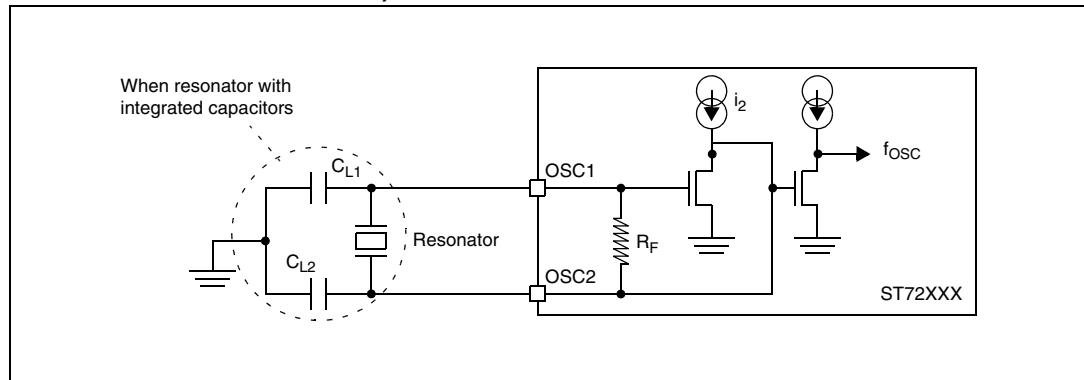 When resonator with
integrated capacitors
CL1
CL2
Resonator
OSC1
OSC2
RF
i2
fOSC
ST72XXX